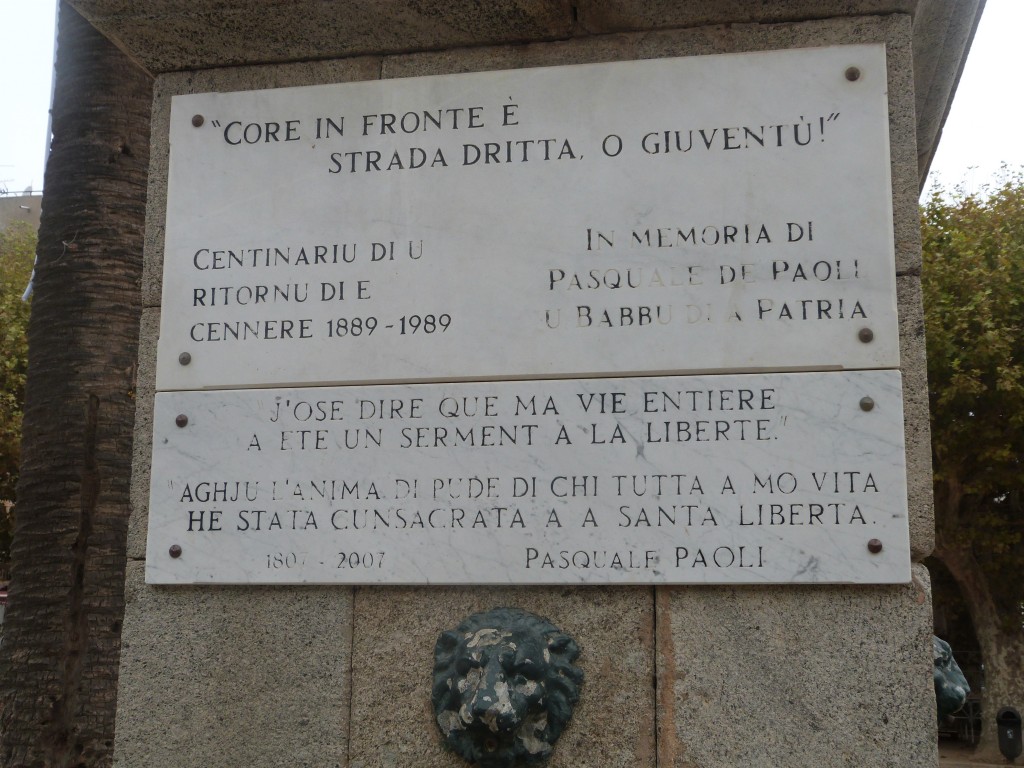 "CORE IN FRONTE È
STRADA DRITTA, O GIUVENTÙ!"
CENTINARIU DI U
RITORNU DI E
CENNERE 1889-1989
IN MEMORIA DI
PASQUALE DE PAOLI
U BABBU DI A PATRIA
J'OSE DIRE QUE MA VIE ENTIERE
A ETE UN SERMENT A LA LIBERTE."
"AGHJU L'ANIMA DI PUDE DI CHI TUTTA A MO VITA
HE STATA CUNSACRATA A A SANTA LIBERTA.
1807 - 2007
PASQUALE PAOLI